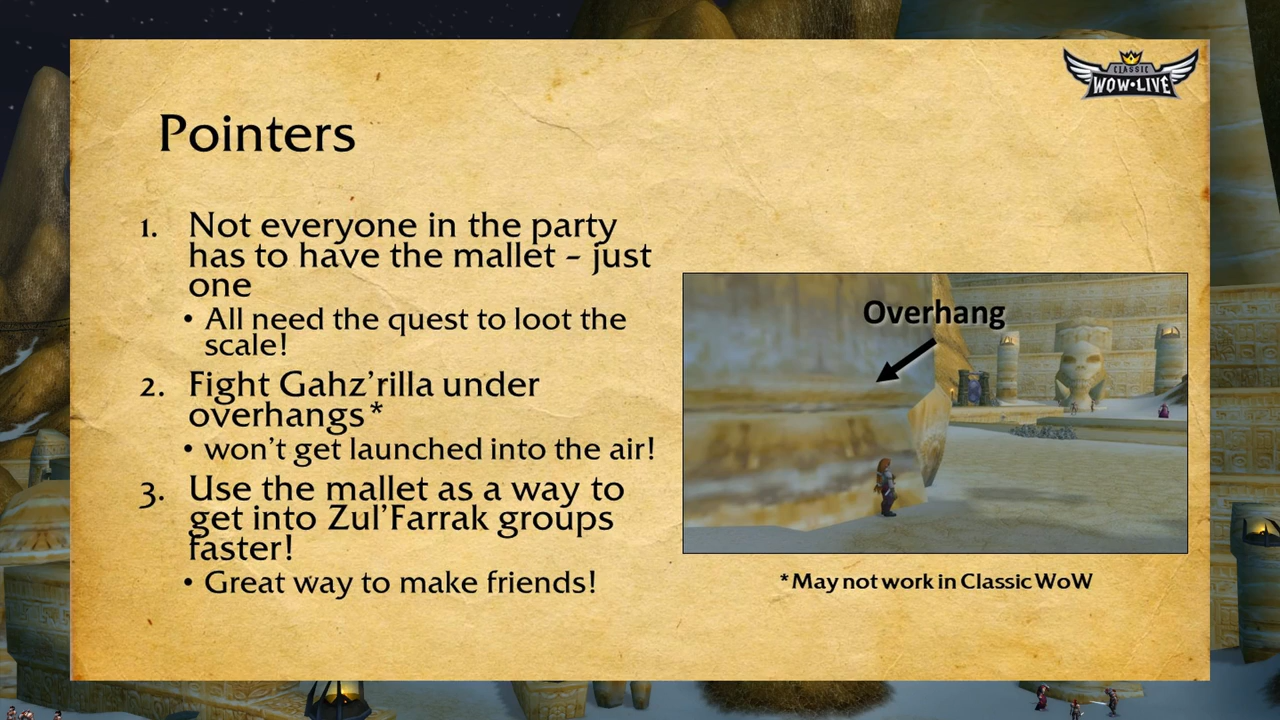 CLASSIC
WOW•LIVE
Pointers
1. Not everyone in the party
has to have the mallet – just
one
• All need the quest to loot the
scale!
2. Fight Gahz’rilla under
overhangs*
• won’t get launched into the air!
3. Use the mallet as a way to
get into Zul’Farrak groups
faster!
• Great way to make friends!
Overhang
*May not work in Classic WoW